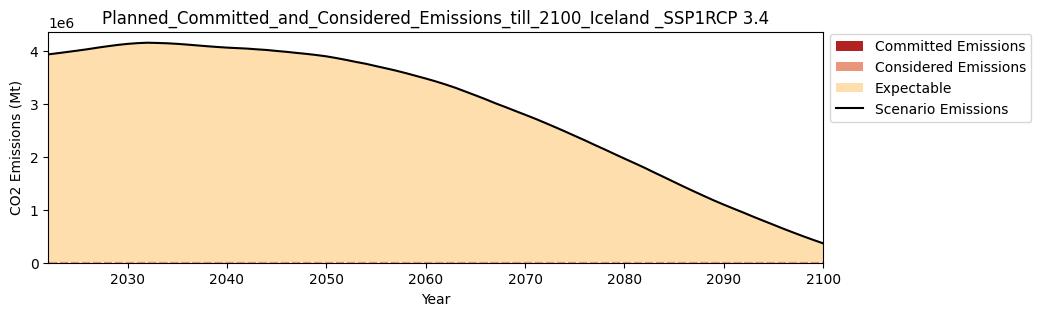 Planned_Committed_and_Considered_Emissions_till_2100_Iceland _SSP1RCP 3.4
1e6
4
3
2
1
0
CO2 Emissions (Mt)
2030 2040 2050 2060 2070 2080 2090 2100
Year
Committed Emissions
Considered Emissions
Expectable
Scenario Emissions